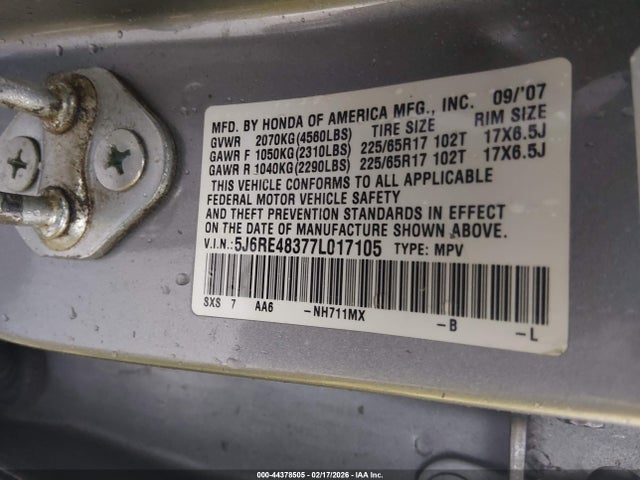 MFD. BY HONDA OF AMERICA MFG., INC. 09/'07
GVWR 2070KG(4560LBS) TIRE SIZE RIM SIZE
GAWR F 1050KG(2310LBS) 225/65R17 102T 17X6.5J
GAWR R 1040KG(2290LBS) 225/65R17 102T 17X6.5J
THIS VEHICLE CONFORMS TO ALL APPLICABLE
FEDERAL MOTOR VEHICLE SAFETY
AND THEFT PREVENTION STANDARDS IN EFFECT
ON THE DATE OF MANUFACTURE SHOWN ABOVE.
V.I.N.: 5J6RE48377L017105 TYPE: MPV
SXS 7 AA6 -NH711MX -B -L
000-44378505 - 02/17/2026 - IAA Inc.